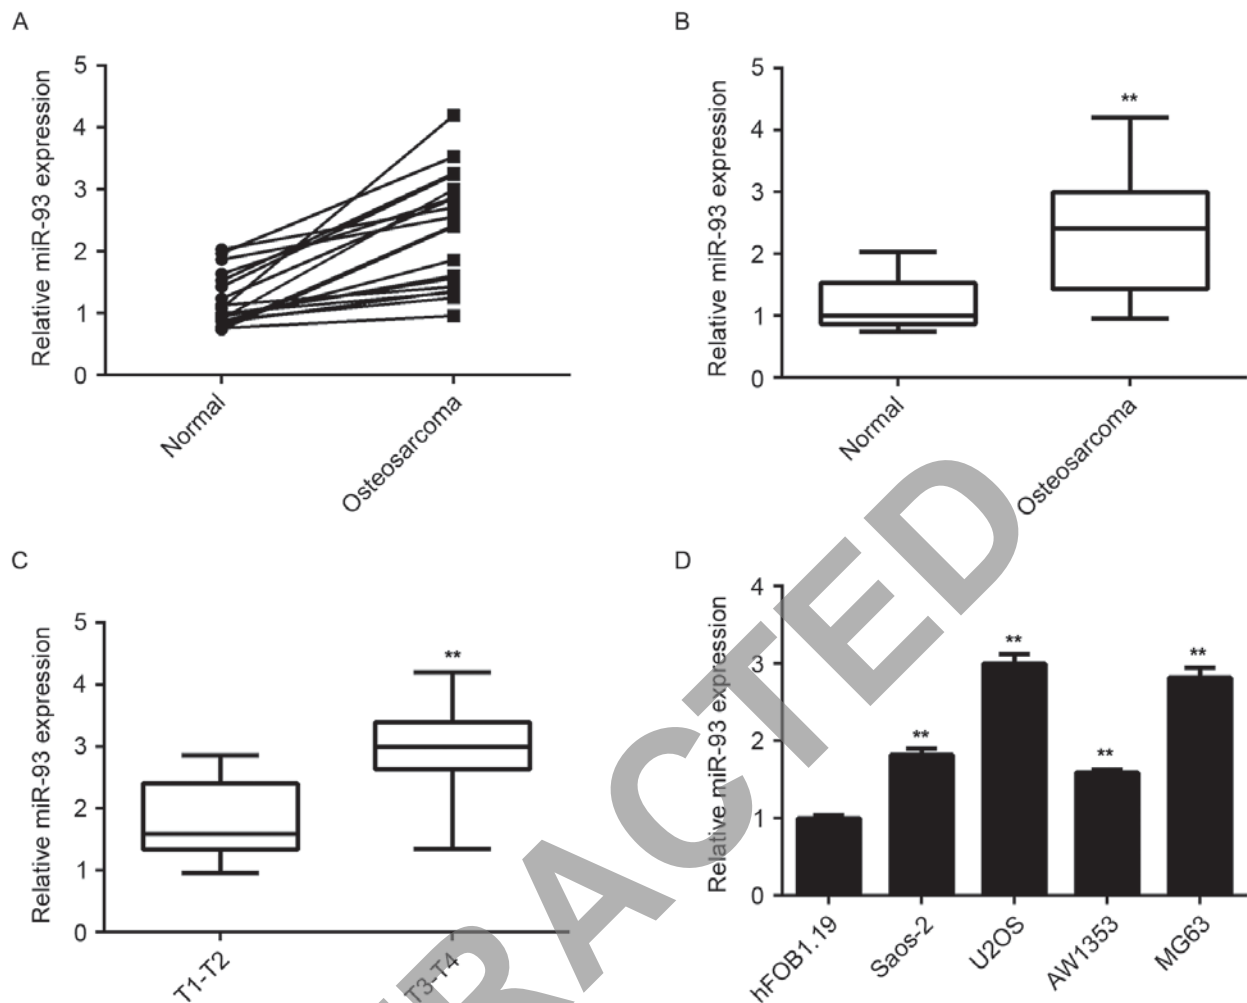 A
Relative miR-93 expression
5
4
3
2
1
0
Normal
Osteosarcoma
B
Relative miR-93 expression
5
4
3
2
1
0
**
Normal
Osteosarcoma
C
Relative miR-93 expression
5
4
3
2
1
0
**
T1-T2
T3-T4
D
Relative miR-93 expression
4
3
2
1
0
**
**
**
**
hFOB1.19
Saos-2
U2OS
AW1353
MG63
RACTED